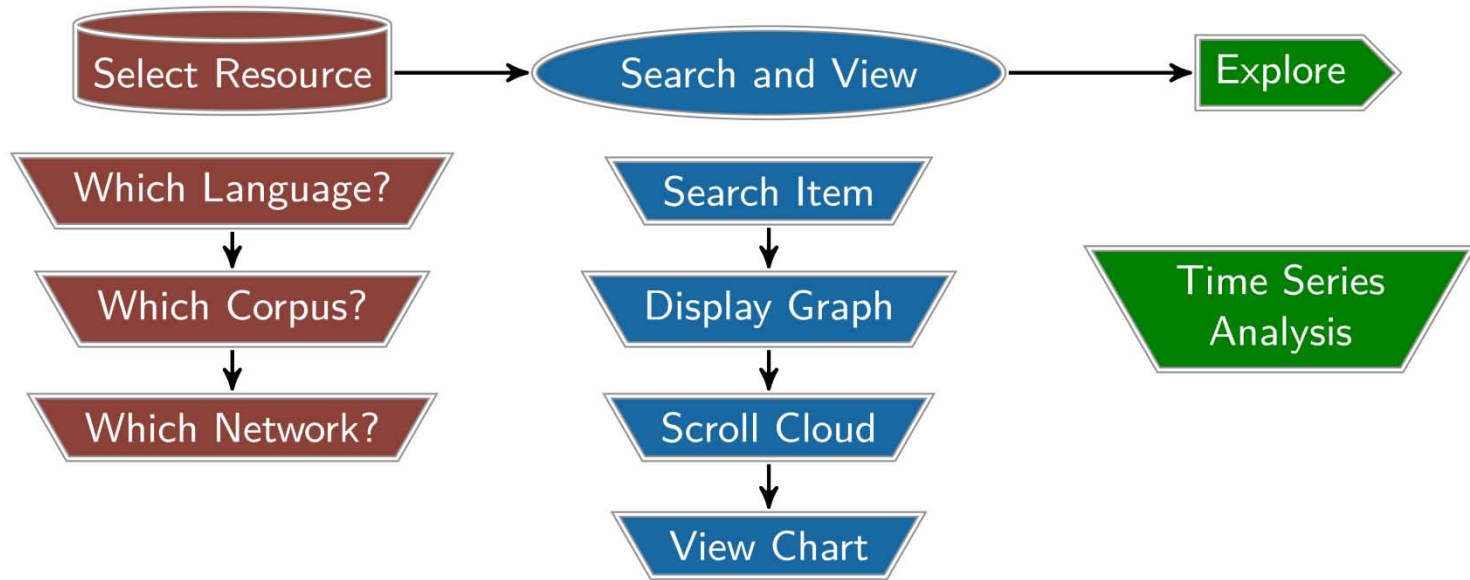 Select Resource
Search and View
Explore
Which Language?
Which Corpus?
Which Network?
Search Item
Display Graph
Scroll Cloud
View Chart
Time Series
Analysis